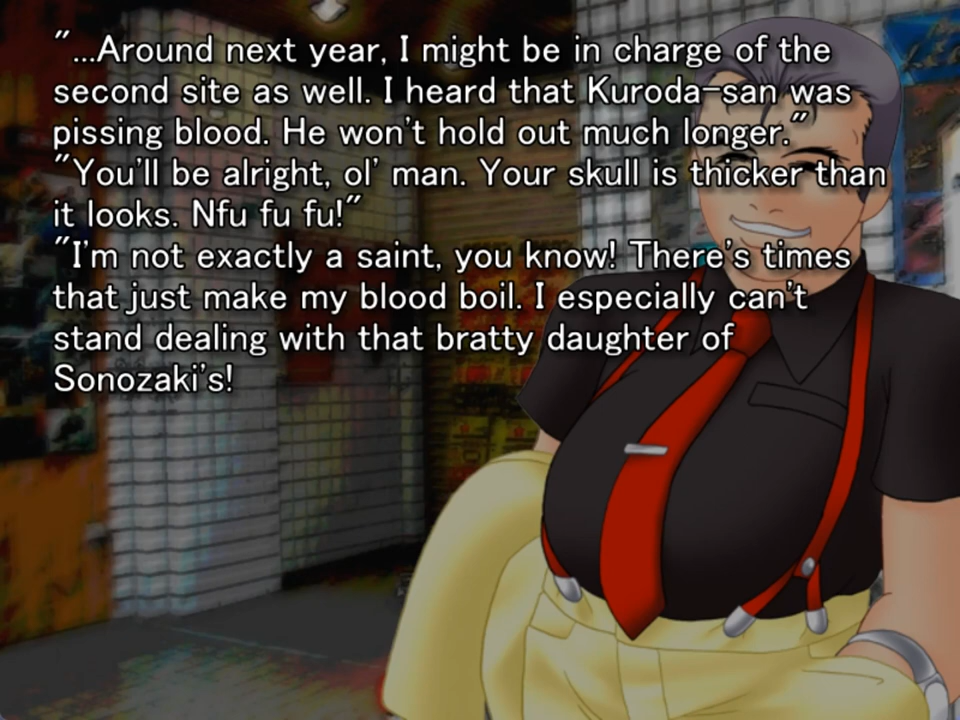 "...Around next year, I might be in charge of the
second site as well. I heard that Kuroda-san was
pissing blood. He won't hold out much longer."
"You'll be alright, ol' man. Your skull is thicker than
it looks. Nfu fu fu!"
"I'm not exactly a saint, you know! There's times
that just make my blood boil. I especially can't
stand dealing with that bratty daughter of
Sonozaki's!